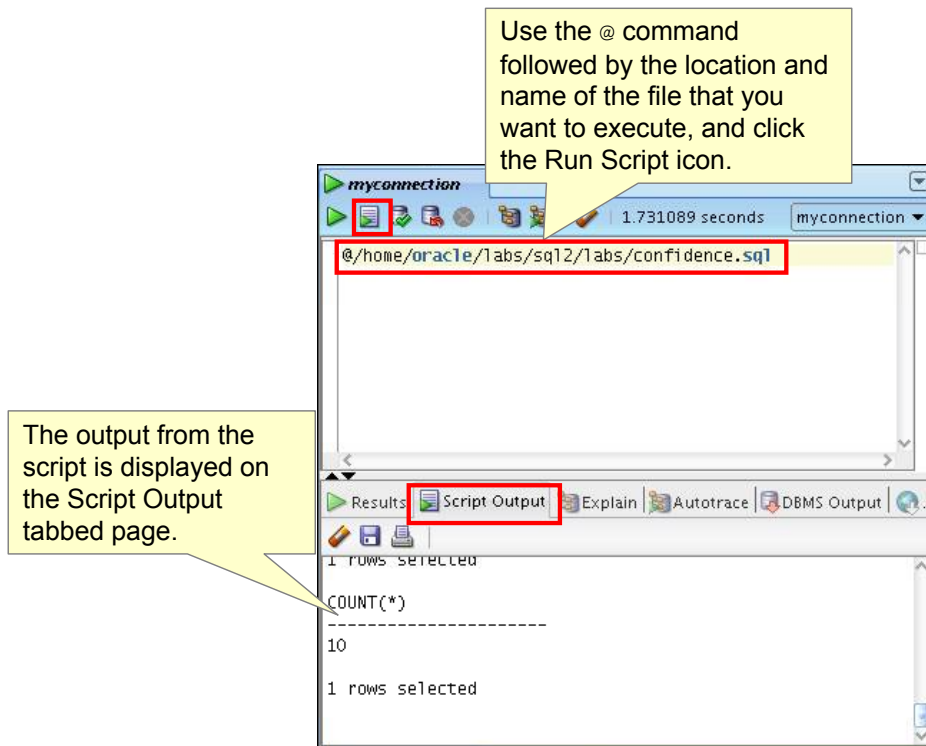 Use the @ command
followed by the location and
name of the file that you
want to execute, and click
the Run Script icon.
myconnection
1.731089 seconds
myconnection
@/home/oracle/labs/sql2/labs/confidence.sql
The output from the
script is displayed on
the Script Output
tabbed page.
Results Script Output Explain Autotrace DBMS Output
1 rows selected
COUNT(*)
----------------------
10
1 rows selected